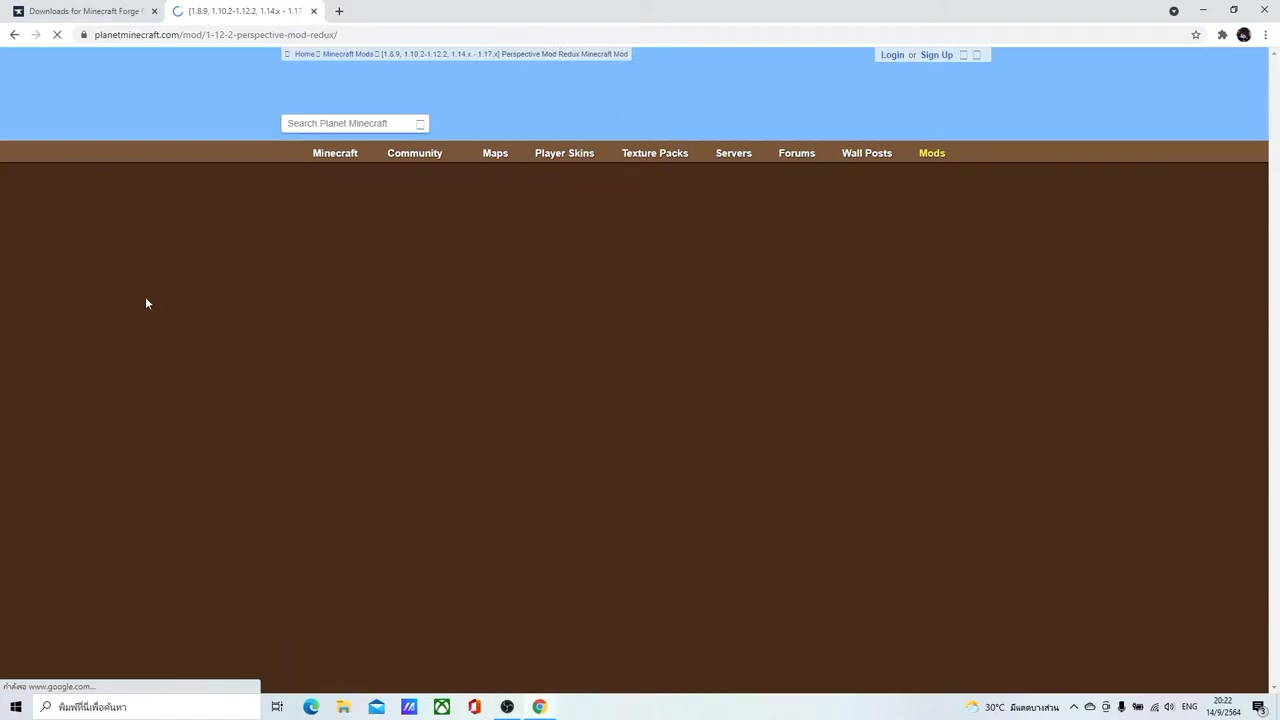 Downloads for Minecraft Forge
[1.8.9, 1.10.2-1.12.2, 1.14.x - 1.17
planetminecraft.com/mod/1-12-2-perspective-mod-redux/
Home Minecraft Mods [1.8.9, 1.10.2-1.12.2, 1.14.x - 1.17.x] Perspective Mod Redux Minecraft Mod
Login or Sign Up
Search Planet Minecraft
Minecraft Community Maps Player Skins Texture Packs Servers Forums Wall Posts Mods
กำลังรอ www.google.com...
พิมพ์ที่นี่เพื่อค้นหา
30°C มีแดดบางส่วน
ENG
20:22
14/9/2564
3